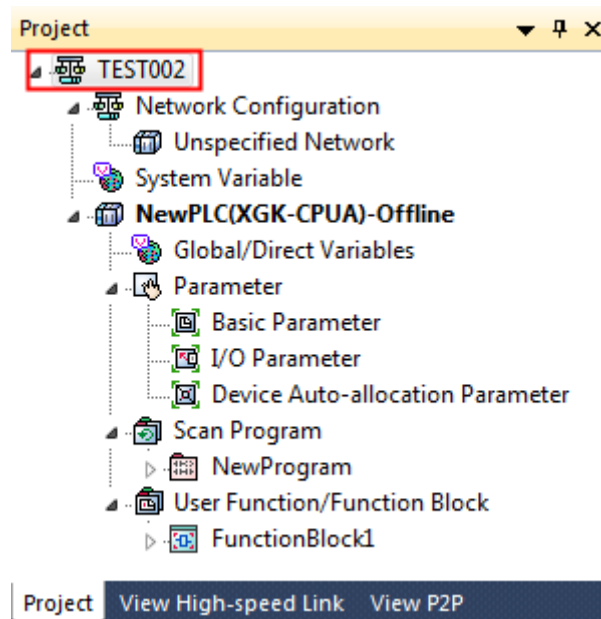 Project
TEST002
Network Configuration
Unspecified Network
System Variable
NewPLC(XGK-CPUA)-Offline
Global/Direct Variables
Parameter
Basic Parameter
I/O Parameter
Device Auto-allocation Parameter
Scan Program
NewProgram
User Function/Function Block
FunctionBlock1
Project View High-speed Link View P2P